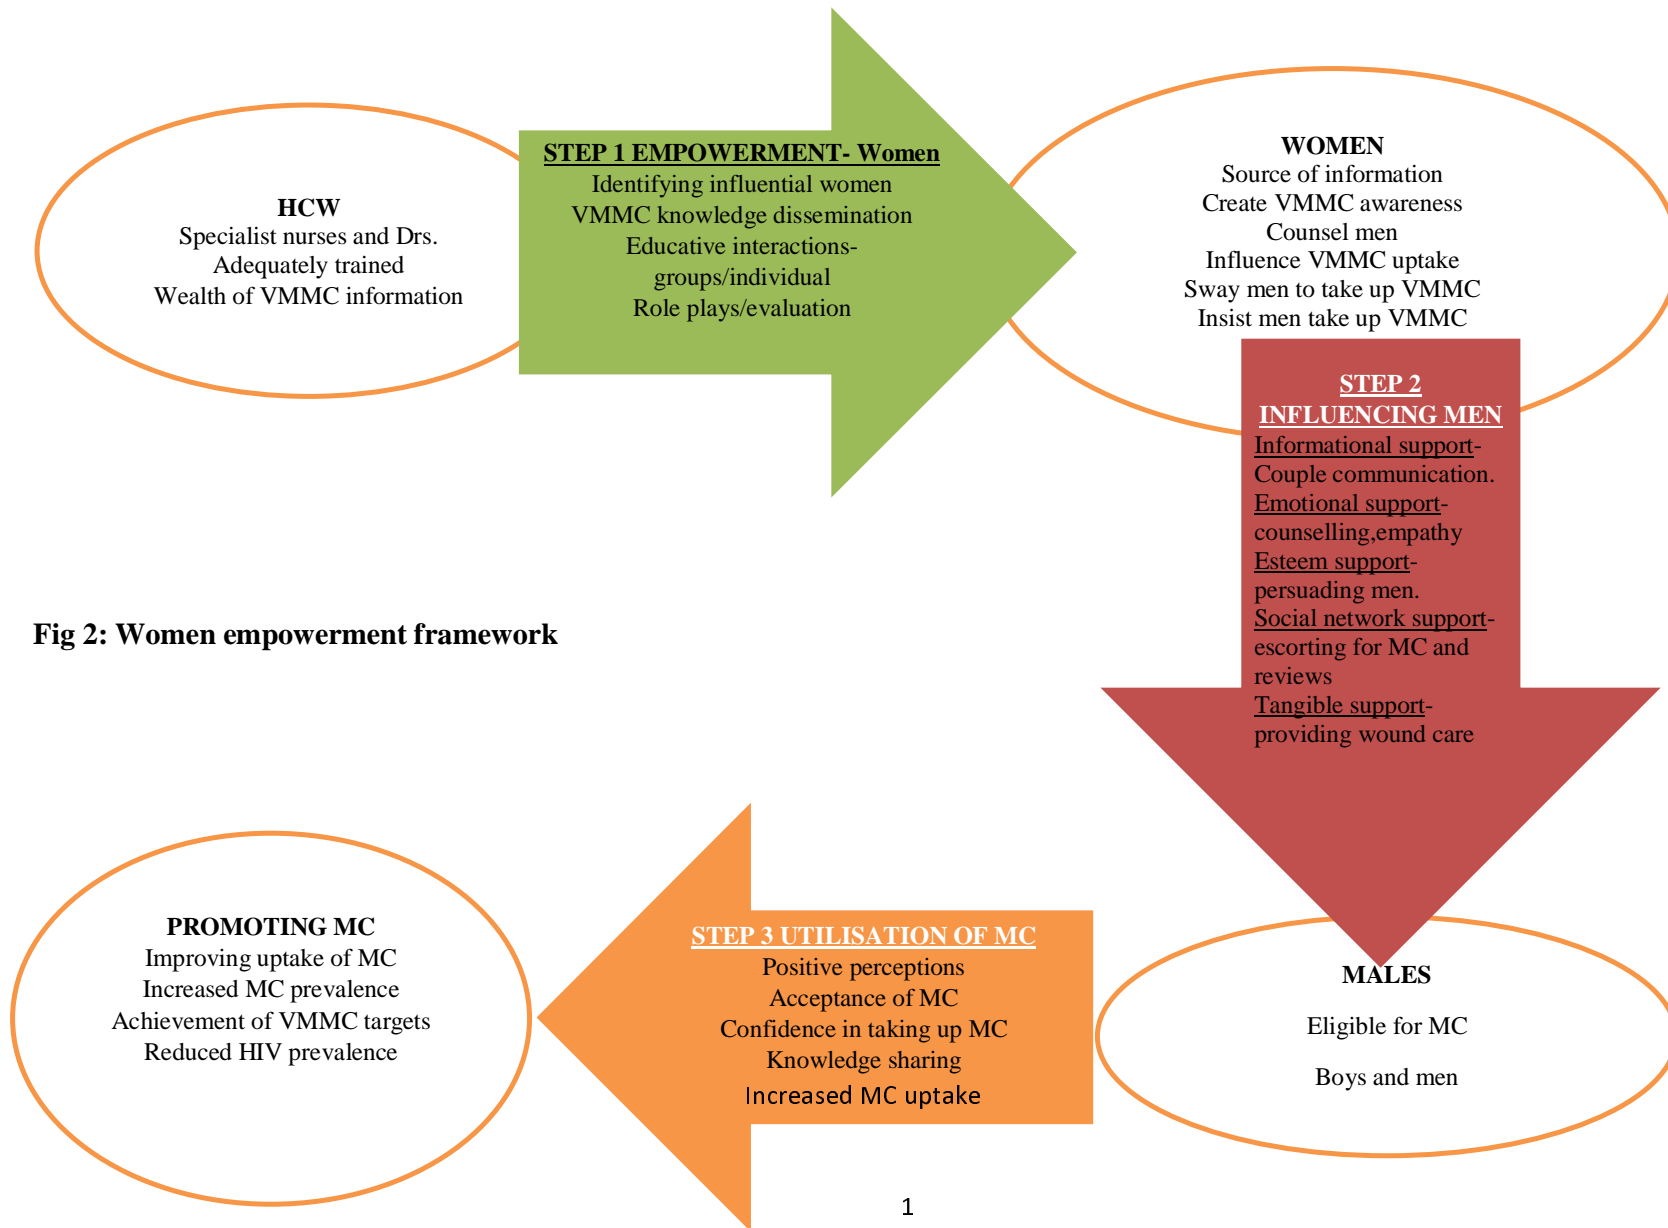 HCW
Specialist nurses and Drs.
Adequately trained
Wealth of VMMC information
STEP 1 EMPOWERMENT- Women
Identifying influential women
VMMC knowledge dissemination
Educative interactions-
groups/individual
Role plays/evaluation
WOMEN
Source of information
Create VMMC awareness
Counsel men
Influence VMMC uptake
Sway men to take up VMMC
Insist men take up VMMC
STEP 2
INFLUENCING MEN
Informational support-
Couple communication.
Emotional support-
counselling,empathy
Esteem support-
persuading men.
Social network support-
escorting for MC and
reviews
Tangible support-
providing wound care
Fig 2: Women empowerment framework
MALES
Eligible for MC
Boys and men
STEP 3 UTILISATION OF MC
Positive perceptions
Acceptance of MC
Confidence in taking up MC
Knowledge sharing
Increased MC uptake
PROMOTING MC
Improving uptake of MC
Increased MC prevalence
Achievement of VMMC targets
Reduced HIV prevalence
1